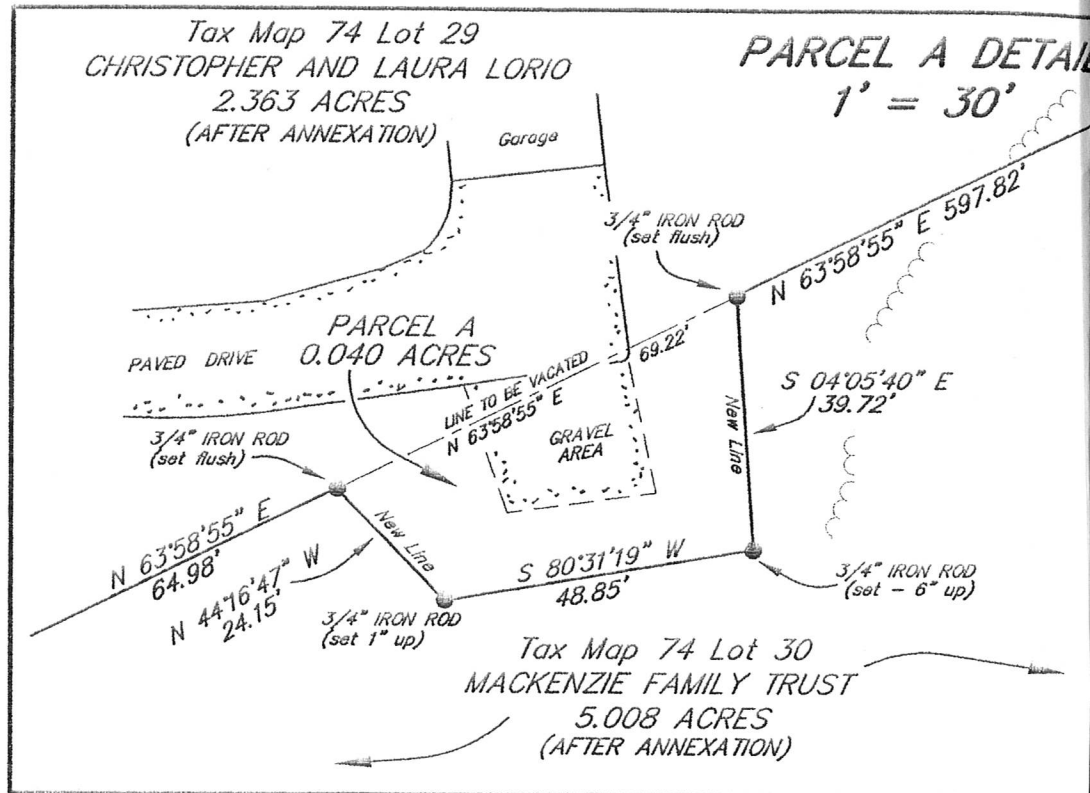 Tax Map 74 Lot 29
CHRISTOPHER AND LAURA LORIO
2.363 ACRES
(AFTER ANNEXATION)
PARCEL A DETAIL
1' = 30'
Garage
3/4" IRON ROD
(set flush)
N 63°58'55" E 597.82'
PARCEL A
0.040 ACRES
PAVED DRIVE
69.22'
LINE TO BE VACATED
N 63°58'55" E
S 04°05'40" E
39.72'
New Line
GRAVEL
AREA
3/4" IRON ROD
(set flush)
N 63°58'55" E
64.98'
New Line
N 44°16'47" W
24.15'
S 80°31'19" W
48.85'
3/4" IRON ROD
(set 1" up)
3/4" IRON ROD
(set - 6" up)
Tax Map 74 Lot 30
MACKENZIE FAMILY TRUST
5.008 ACRES
(AFTER ANNEXATION)